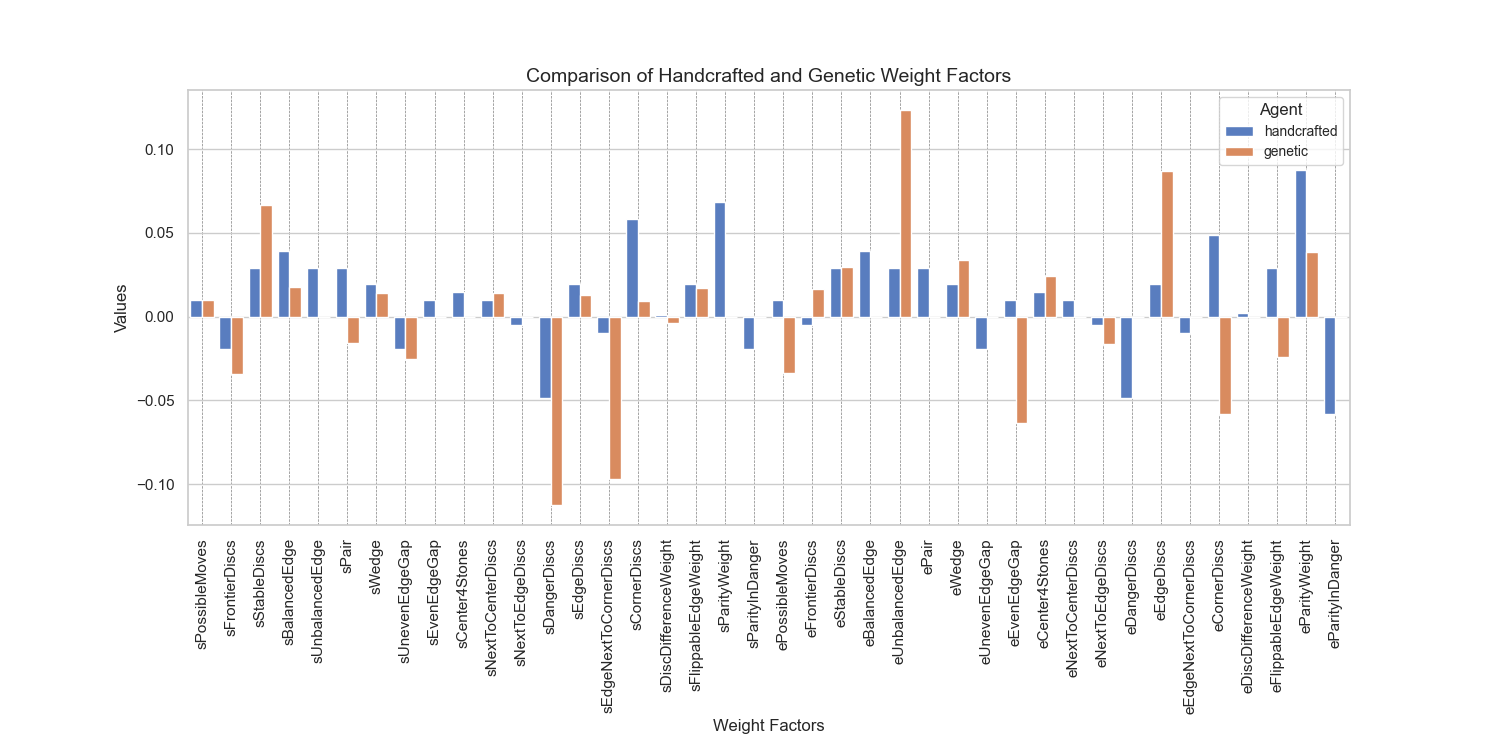 Comparison of Handcrafted and Genetic Weight Factors
Agent
handcrafted
genetic
Values
0.10
0.05
0.00
−0.05
−0.10
sPossibleMoves
sFrontierDiscs
sStableDiscs
sBalancedEdge
sUnbalancedEdge
sPair
sWedge
sUnevenEdgeGap
sEvenEdgeGap
sCenter4Stones
sNextToCenterDiscs
sNextToEdgeDiscs
sDangerDiscs
sEdgeDiscs
sEdgeNextToCornerDiscs
sCornerDiscs
sDiscDifferenceWeight
sFlippableEdgeWeight
sParityWeight
sParityInDanger
ePossibleMoves
eFrontierDiscs
eStableDiscs
eBalancedEdge
eUnbalancedEdge
ePair
eWedge
eUnevenEdgeGap
eEvenEdgeGap
eCenter4Stones
eNextToCenterDiscs
eNextToEdgeDiscs
eDangerDiscs
eEdgeDiscs
eEdgeNextToCornerDiscs
eCornerDiscs
eDiscDifferenceWeight
eFlippableEdgeWeight
eParityWeight
eParityInDanger
Weight Factors